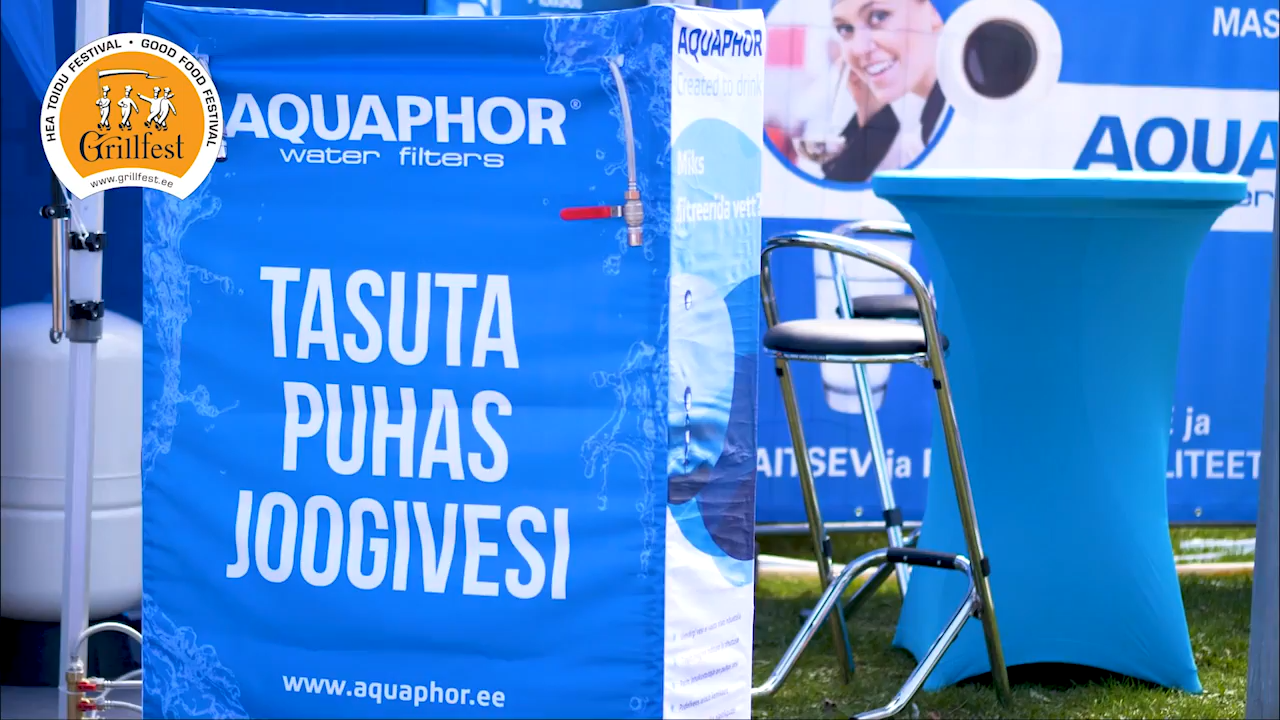 HEA TOIDU FESTIVAL • GOOD FOOD FESTIVAL
Grillfest
www.grillfest.ee
AQUAPHOR®
water filters
TASUTA
PUHAS
JOOGIVESI
www.aquaphor.ee
AQUAPHOR
Created to drink
Miks
filtreerida vett?
MAS
AQUA
er
AITSEV ja
ja
LITEET